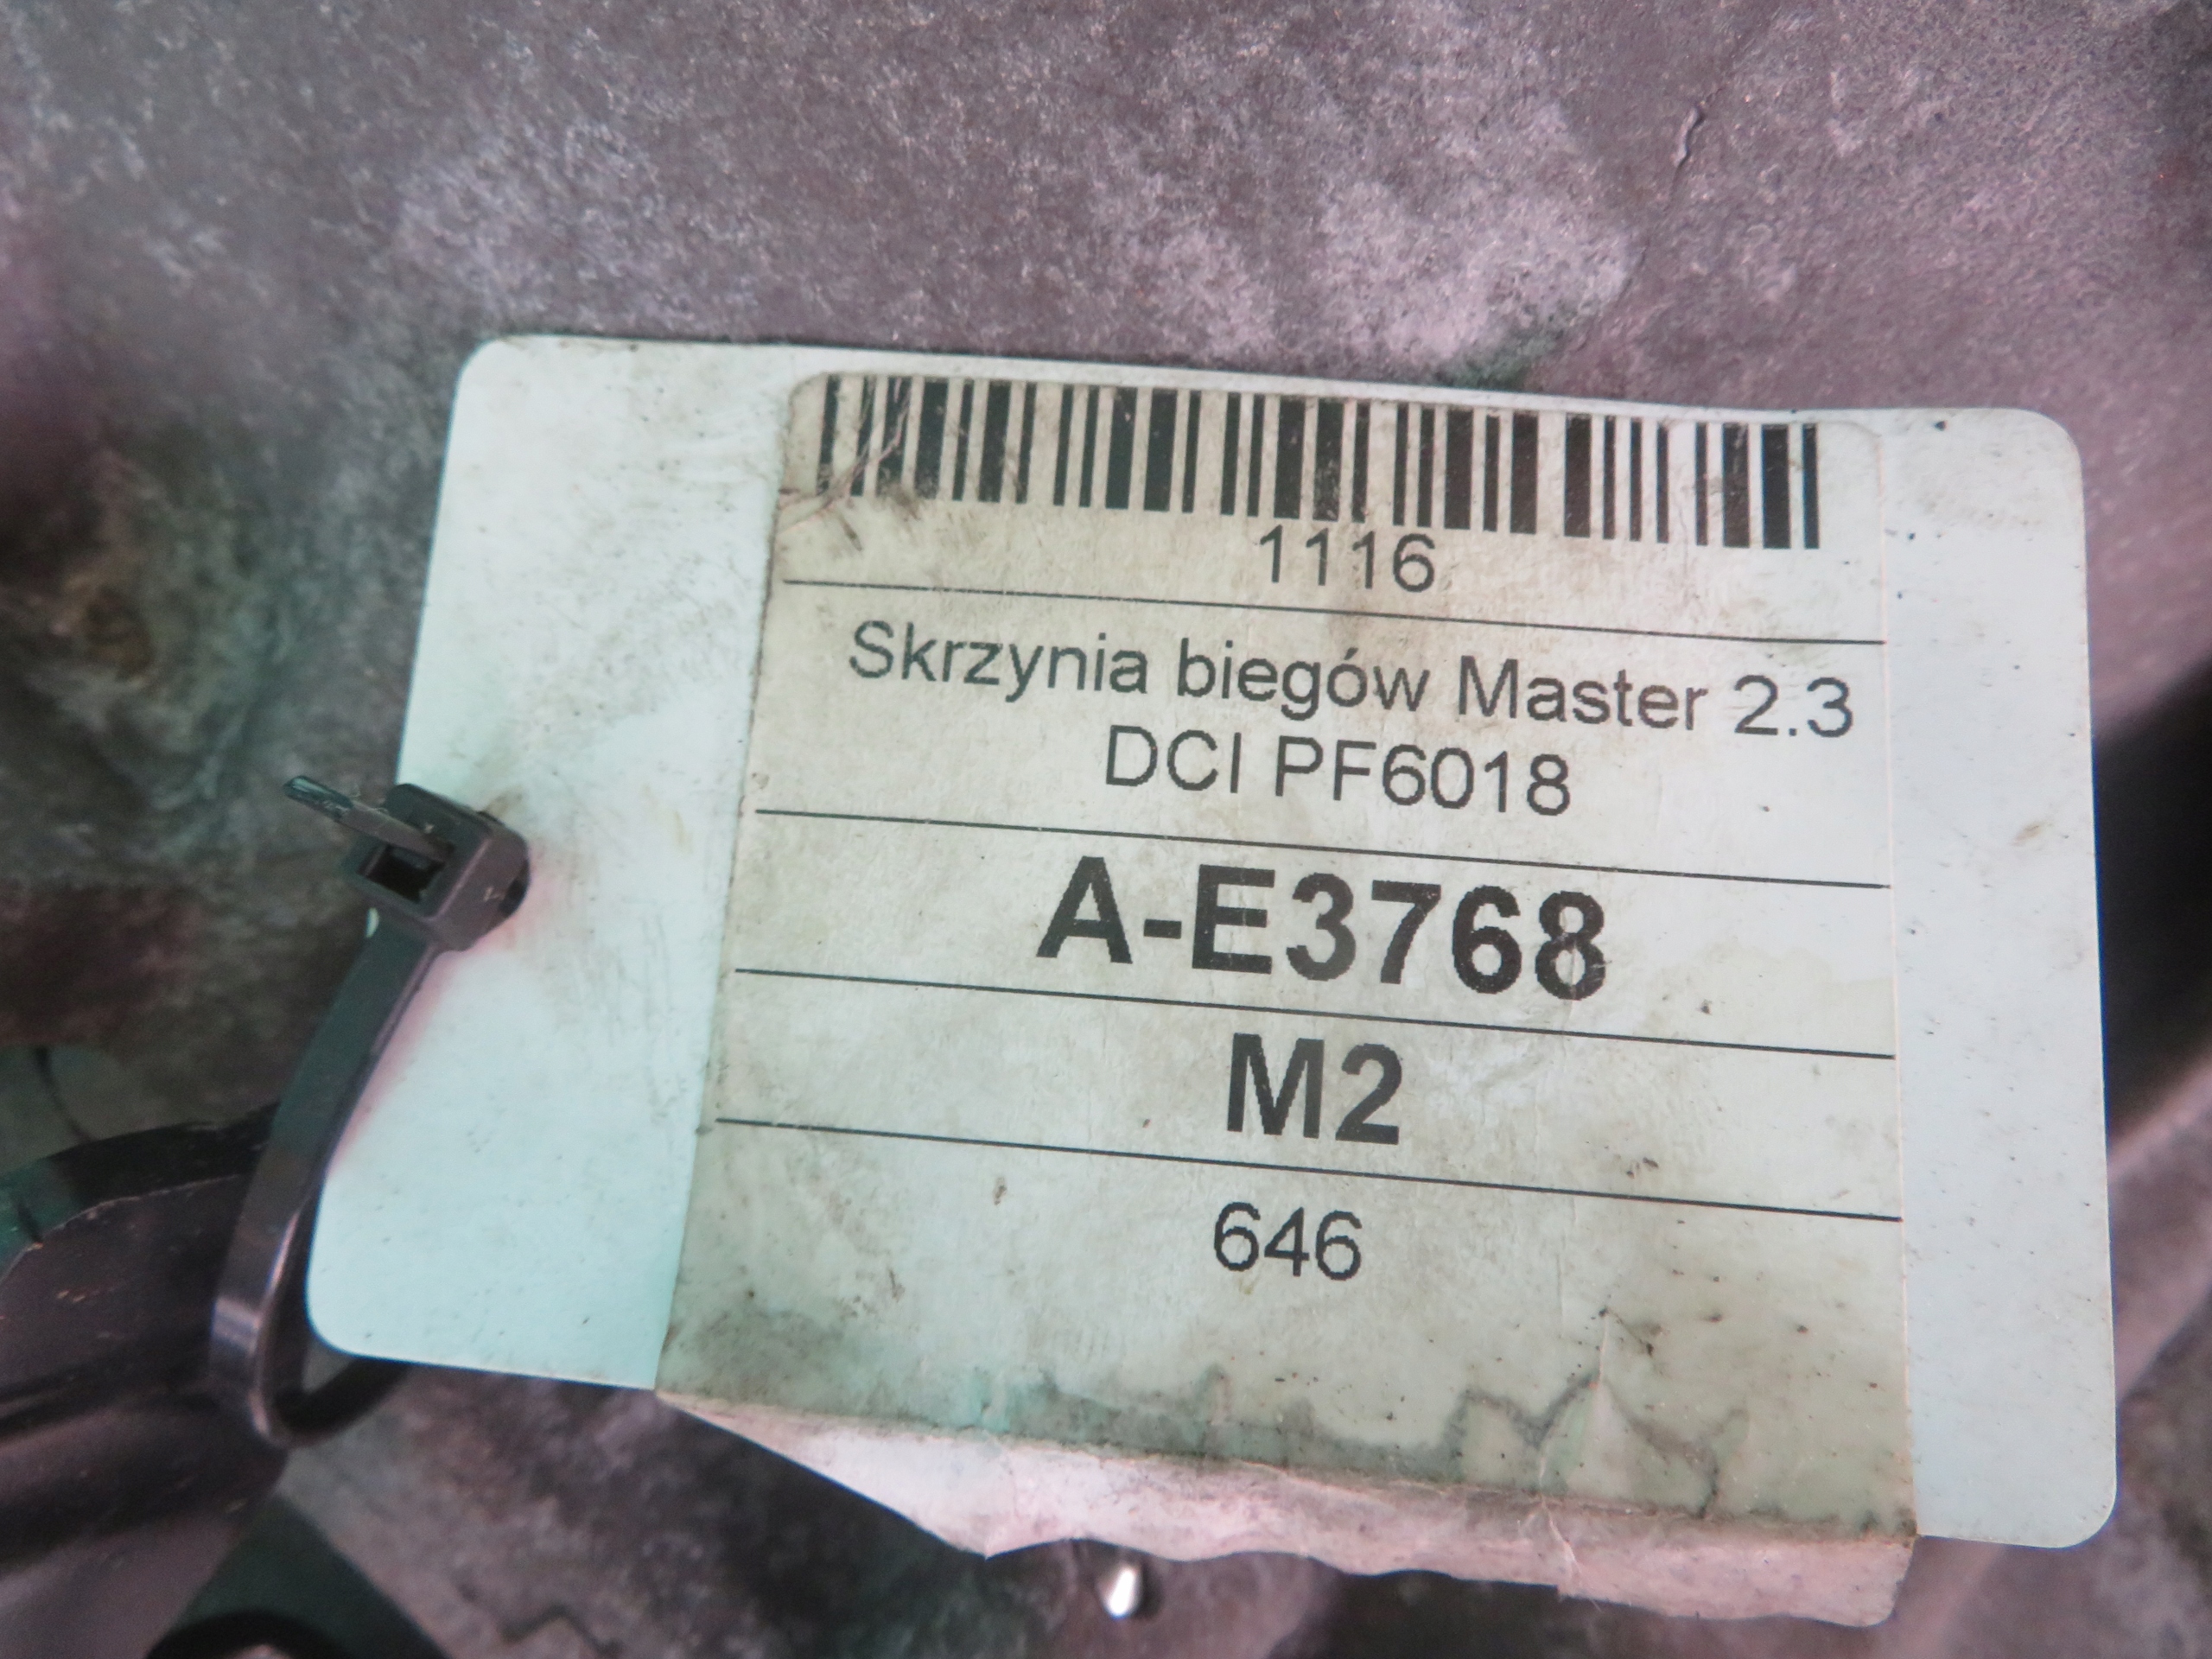 1116
Skrzynia biegów Master 2.3
DCI PF6018
A-E3768
M2
646